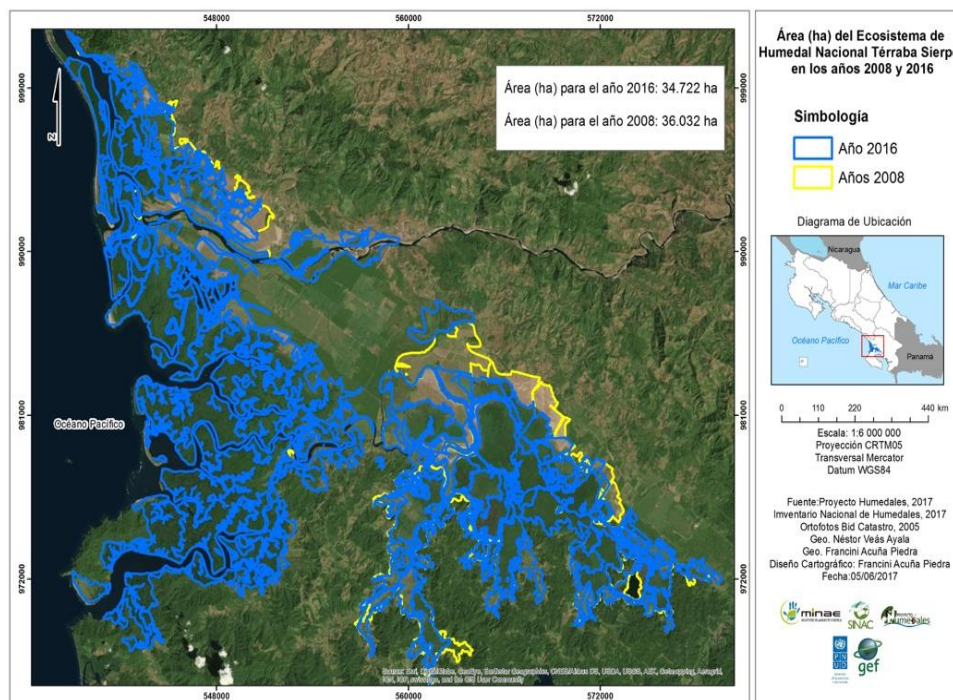 548000
560000
572000
999000
999000
990000
990000
981000
981000
972000
972000
548000
560000
572000
N
Área (ha) para el año 2016: 34.722 ha
Área (ha) para el año 2008: 36.032 ha
Océano Pacífico
Área (ha) del Ecosistema de
Humedal Nacional Térraba Sierpe
en los años 2008 y 2016
Simbología
Año 2016
Años 2008
Diagrama de Ubicación
Nicaragua
Mar Caribe
Océano Pacífico
Panamá
0 110 220 440 km
Escala: 1:6 000 000
Proyección CRTM05
Transversal Mercator
Datum WGS84
Fuente:Proyecto Humedales, 2017
Imventario Nacional de Humedales, 2017
Ortofotos Bid Catastro, 2005
Geo. Néstor Veás Ayala
Geo. Francini Acuña Piedra
Diseño Cartográfico: Francini Acuña Piedra
Fecha:05/06/2017
minae
SINAC
Humedales
PNUD
gef